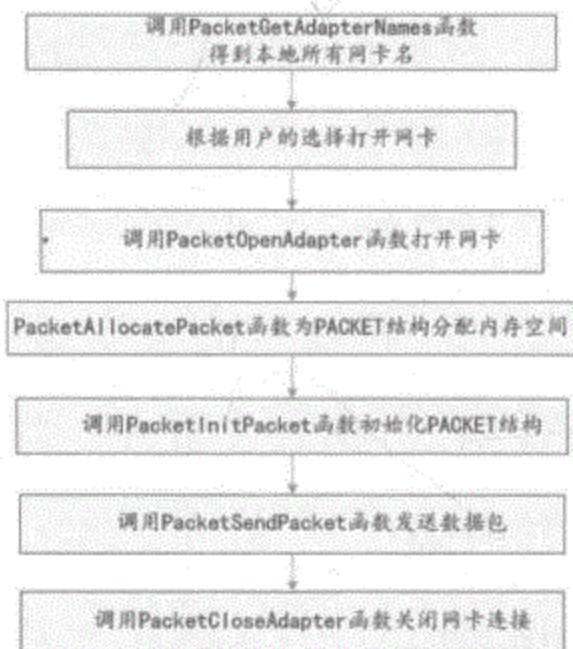 调用PacketGetAdapterNames函数
得到本地所有网卡名
根据用户的选择打开网卡
调用PacketOpenAdapter函数打开网卡
PacketAllocatePacket函数为PACKET结构分配内存空间
调用PacketInitPacket函数初始化PACKET结构
调用PacketSendPacket函数发送数据包
调用PacketCloseAdapter函数关闭网卡连接